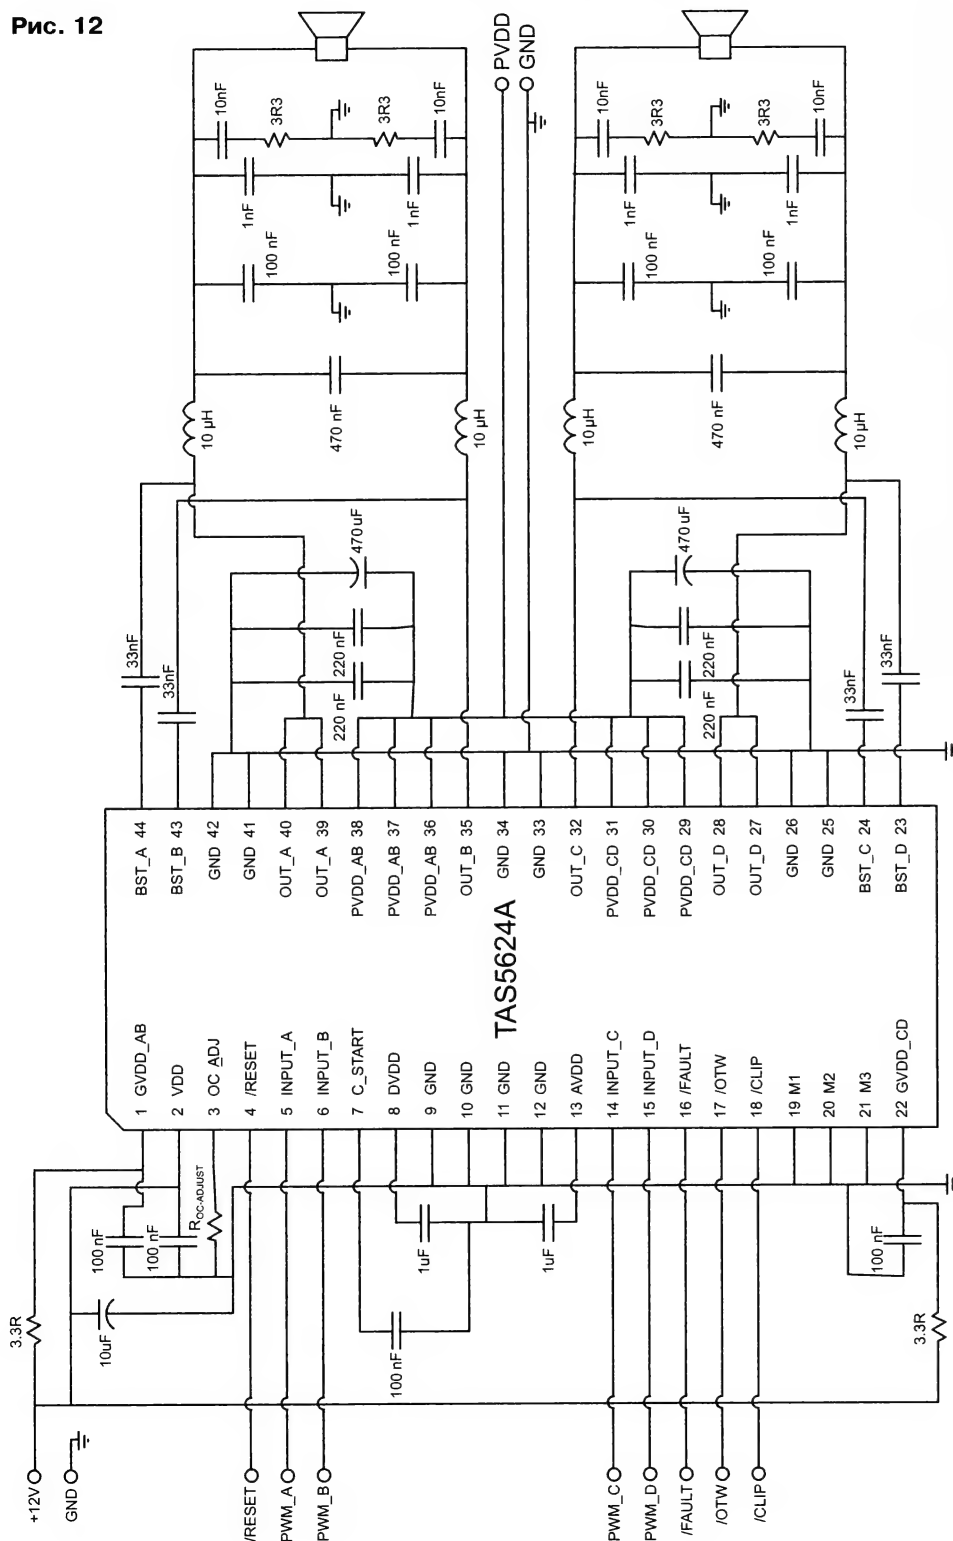 Рис. 12
PVDD
GND
10nF
3R3
3R3
10nF
1nF
1nF
100 nF
100 nF
470 nF
10 µH
10 µH
10nF
3R3
3R3
10nF
1nF
1nF
100 nF
100 nF
470 nF
10 µH
10 µH
33nF
33nF
470uF
220 nF
220 nF
470uF
220 nF
220 nF
33nF
33nF
BST_A 44
BST_B 43
GND 42
GND 41
OUT_A 40
OUT_A 39
PVDD_AB 38
PVDD_AB 37
PVDD_AB 36
OUT_B 35
GND 34
GND 33
OUT_C 32
PVDD_CD 31
PVDD_CD 30
PVDD_CD 29
OUT_D 28
OUT_D 27
GND 26
GND 25
BST_C 24
BST_D 23
TAS5624A
1 GVDD_AB
2 VDD
3 OC_ADJ
4 /RESET
5 INPUT_A
6 INPUT_B
7 C_START
8 DVDD
9 GND
10 GND
11 GND
12 GND
13 AVDD
14 INPUT_C
15 INPUT_D
16 /FAULT
17 /OTW
18 /CLIP
19 M1
20 M2
21 M3
22 GVDD_CD
100 nF
100 nF
ROC-ADJUST
3.3R
10uF
1uF
1uF
100 nF
100 nF
3.3R
+12V
GND
/RESET
PWM_A
PWM_B
PWM_C
PWM_D
/FAULT
/OTW
/CLIP